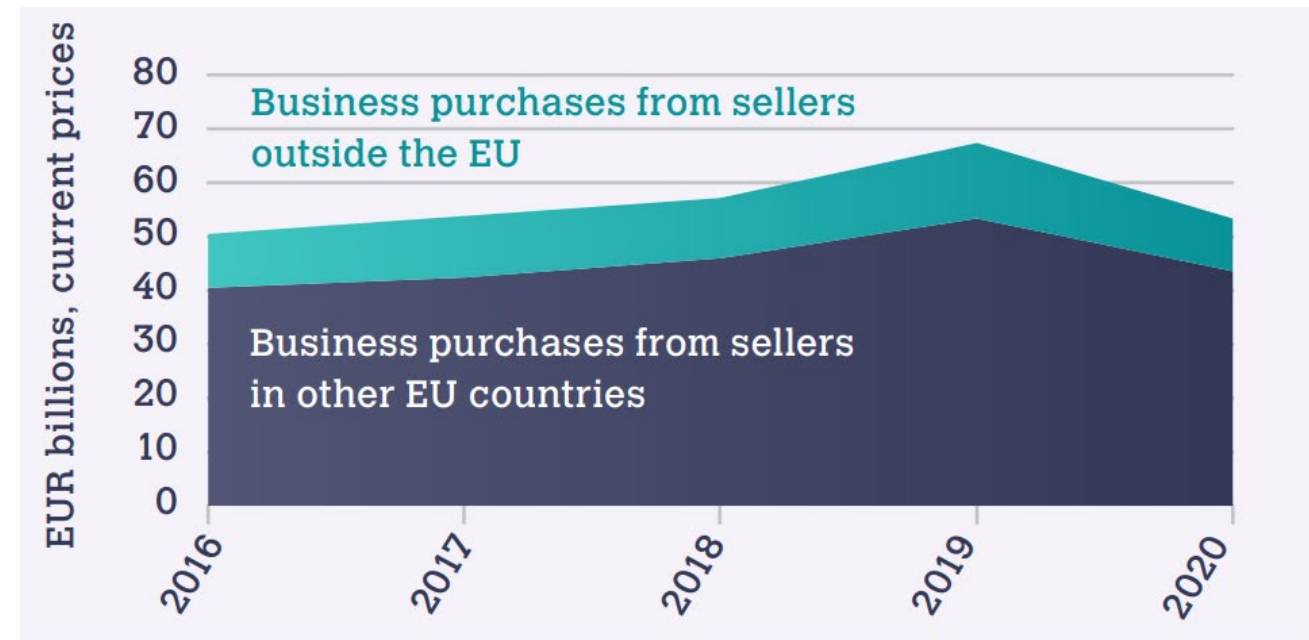 EUR billions, current prices
80
70
60
50
40
30
20
10
0
Business purchases from sellers
outside the EU
Business purchases from sellers
in other EU countries
2016
2017
2018
2019
2020